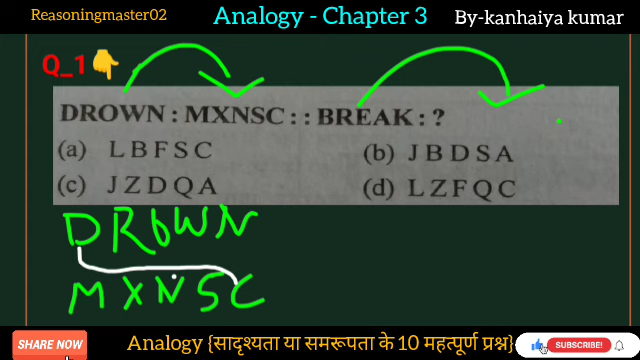 Reasoningmaster02 Analogy - Chapter 3 By-kanhaiya kumar
Q_1
DROWN : MXNSC : : BREAK : ?
(a) LBFSC (b) JBDSA
(c) JZDQA (d) LZFQC
DROWN
MXNSC
SHARE NOW Analogy {सादृश्यता या समरूपता के 10 महत्पूर्ण प्रश्न} SUBSCRIBE!